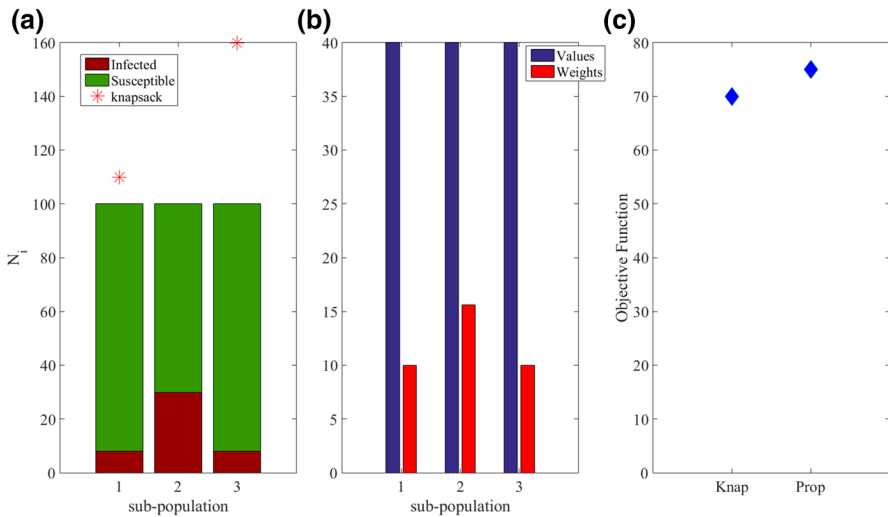 (a)
160
140
120
100
80
60
40
20
0
N_i
Infected
Susceptible
knapsack
1 2 3
sub-population
(b)
40
35
30
25
20
15
10
5
0
Values
Weights
1 2 3
sub-population
(c)
80
70
60
50
40
30
20
10
0
Objective Function
Knap Prop